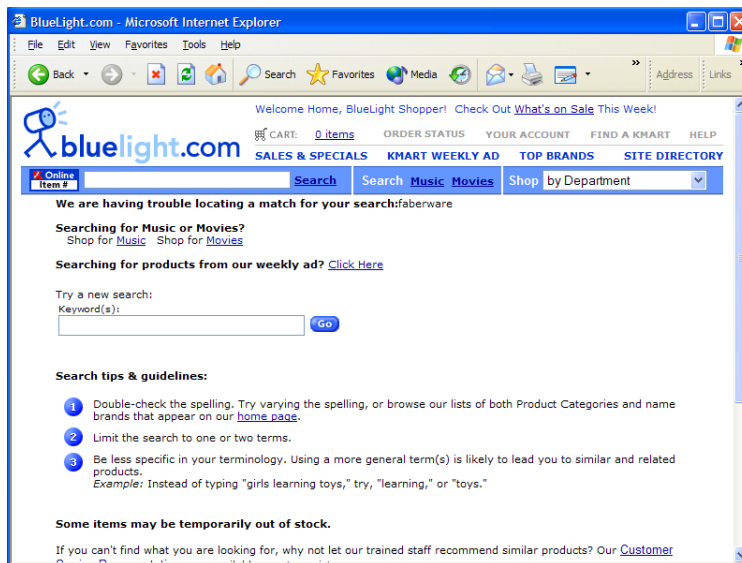 BlueLight.com - Microsoft Internet Explorer
File Edit View Favorites Tools Help
Back Search Favorites Media » Address Links »
Welcome Home, BlueLight Shopper! Check Out What's on Sale This Week!
bluelight.com
CART: 0 items ORDER STATUS YOUR ACCOUNT FIND A KMART HELP
SALES & SPECIALS KMART WEEKLY AD TOP BRANDS SITE DIRECTORY
Online
Item # Search Search Music Movies Shop by Department
We are having trouble locating a match for your search:faberware
Searching for Music or Movies?
Shop for Music Shop for Movies
Searching for products from our weekly ad? Click Here
Try a new search:
Keyword(s):
Go
Search tips & guidelines:
1 Double-check the spelling. Try varying the spelling, or browse our lists of both Product Categories and name
brands that appear on our home page.
2 Limit the search to one or two terms.
3 Be less specific in your terminology. Using a more general term(s) is likely to lead you to similar and related
products.
Example: Instead of typing "girls learning toys," try, "learning," or "toys."
Some items may be temporarily out of stock.
If you can't find what you are looking for, why not let our trained staff recommend similar products? Our Customer